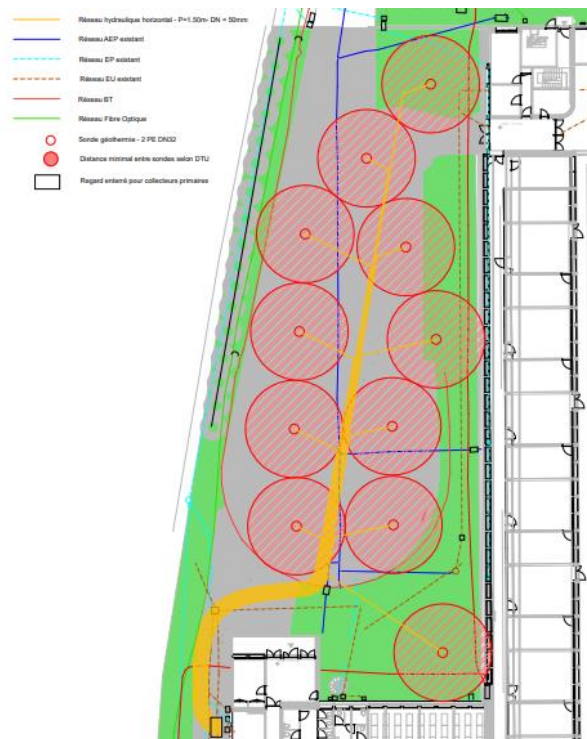 Réseau hydraulique horizontal - P=1.50m- DN = 50mm
Réseau AEP existant
Réseau EP existant
Réseau EU existant
Réseau BT
Réseau Fibre Optique
Sonde géothermie - 2 PE DN32
Distance minimal entre sondes selon DTU
Regard enterré pour collecteurs primaires